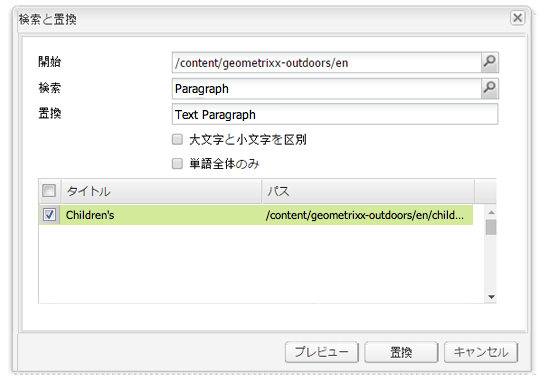 検索と置換
開始 /content/geometrixx-outdoors/en
検索 Paragraph
置換 Text Paragraph
大文字と小文字を区別
単語全体のみ
タイトル パス
Children's /content/geometrixx-outdoors/en/child...
プレビュー 置換 キャンセル